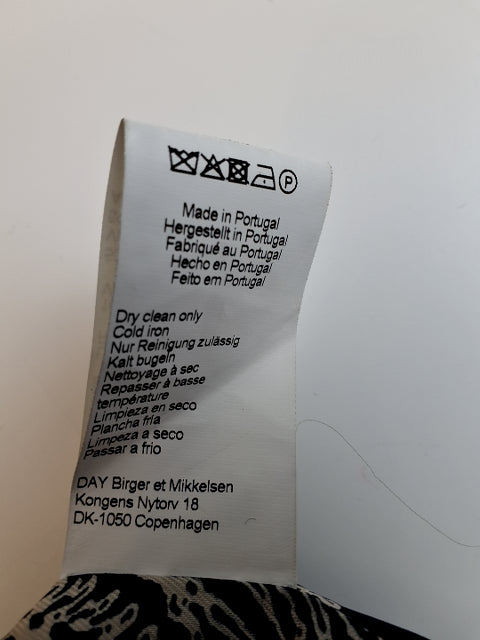 P
Made in Portugal
Hergestellt in Portugal
Fabriqué au Portugal
Hecho en Portugal
Feito em Portugal
Dry clean only
Cold iron
Nur Reinigung zulässig
Kalt bugeln
Nettoyage à sec
Repasser à basse
température
Limpieza en seco
Plancha fria
Limpeza a seco
Passar a frio
DAY Birger et Mikkelsen
Kongens Nytorv 18
DK-1050 Copenhagen